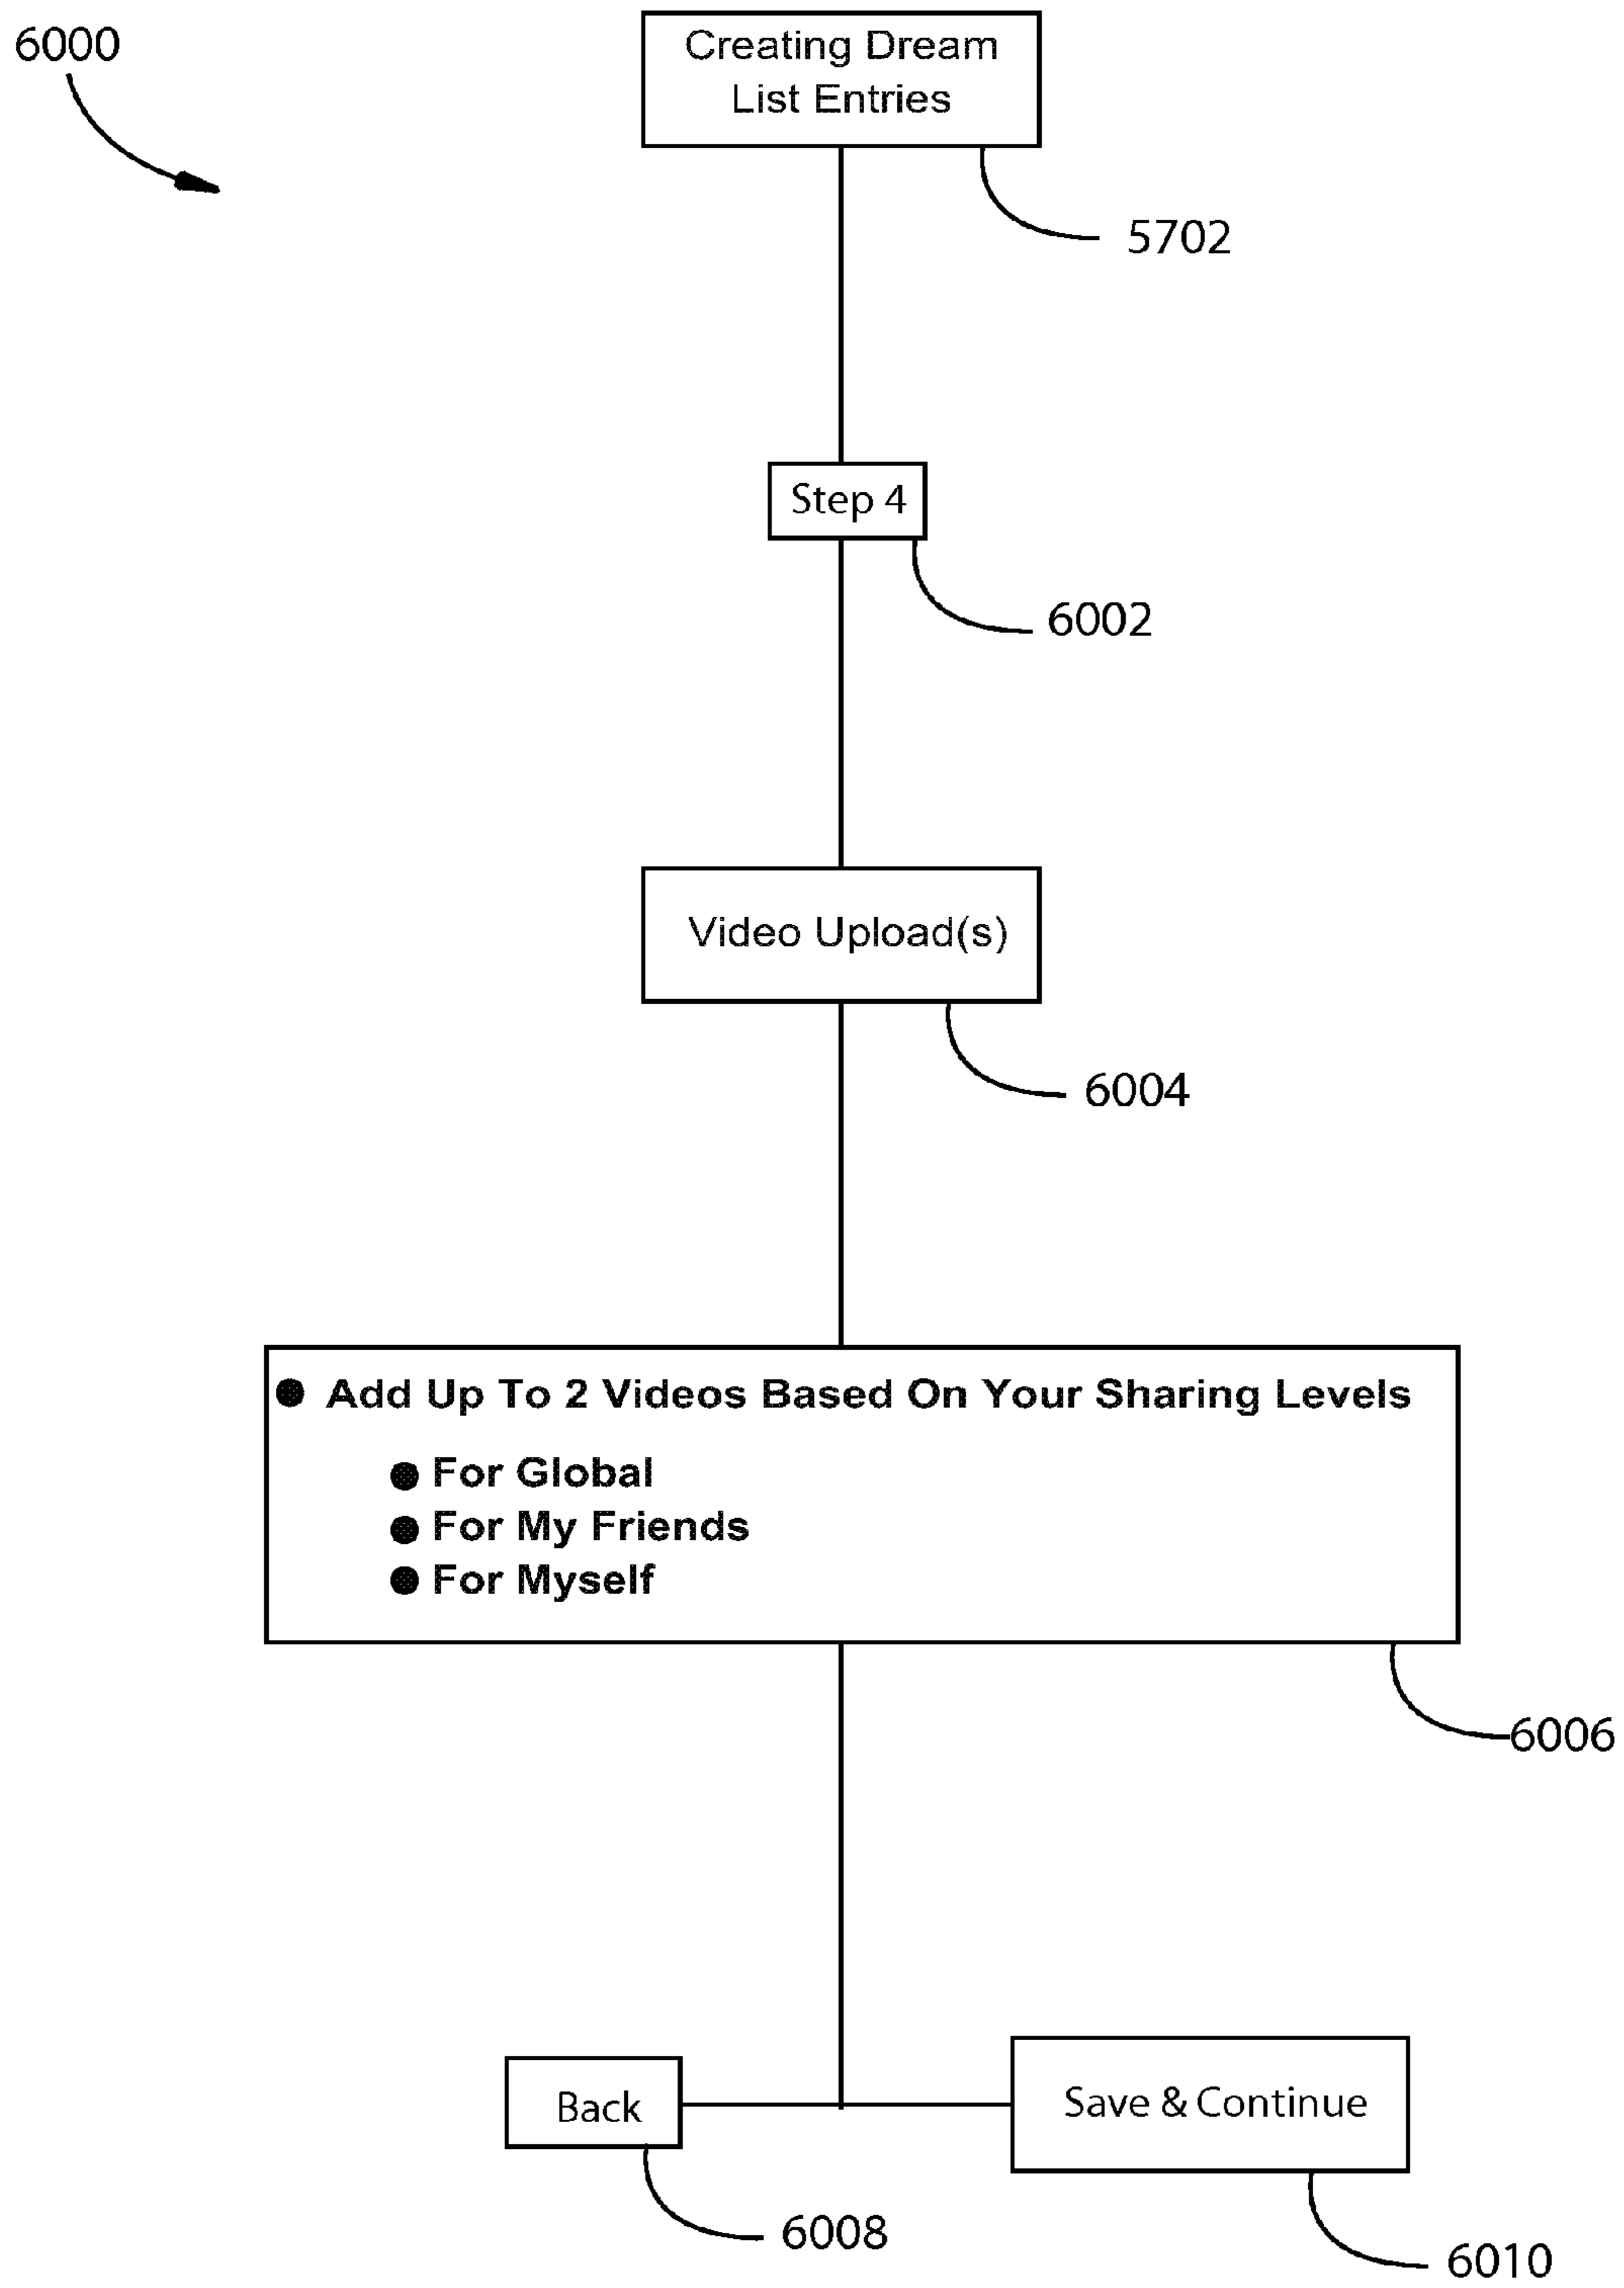 6000
Creating Dream
List Entries
5702
Step 4
6002
Video Upload(s)
6004
● Add Up To 2 Videos Based On Your Sharing Levels
● For Global
● For My Friends
● For Myself
6006
Back
Save & Continue
6008
6010